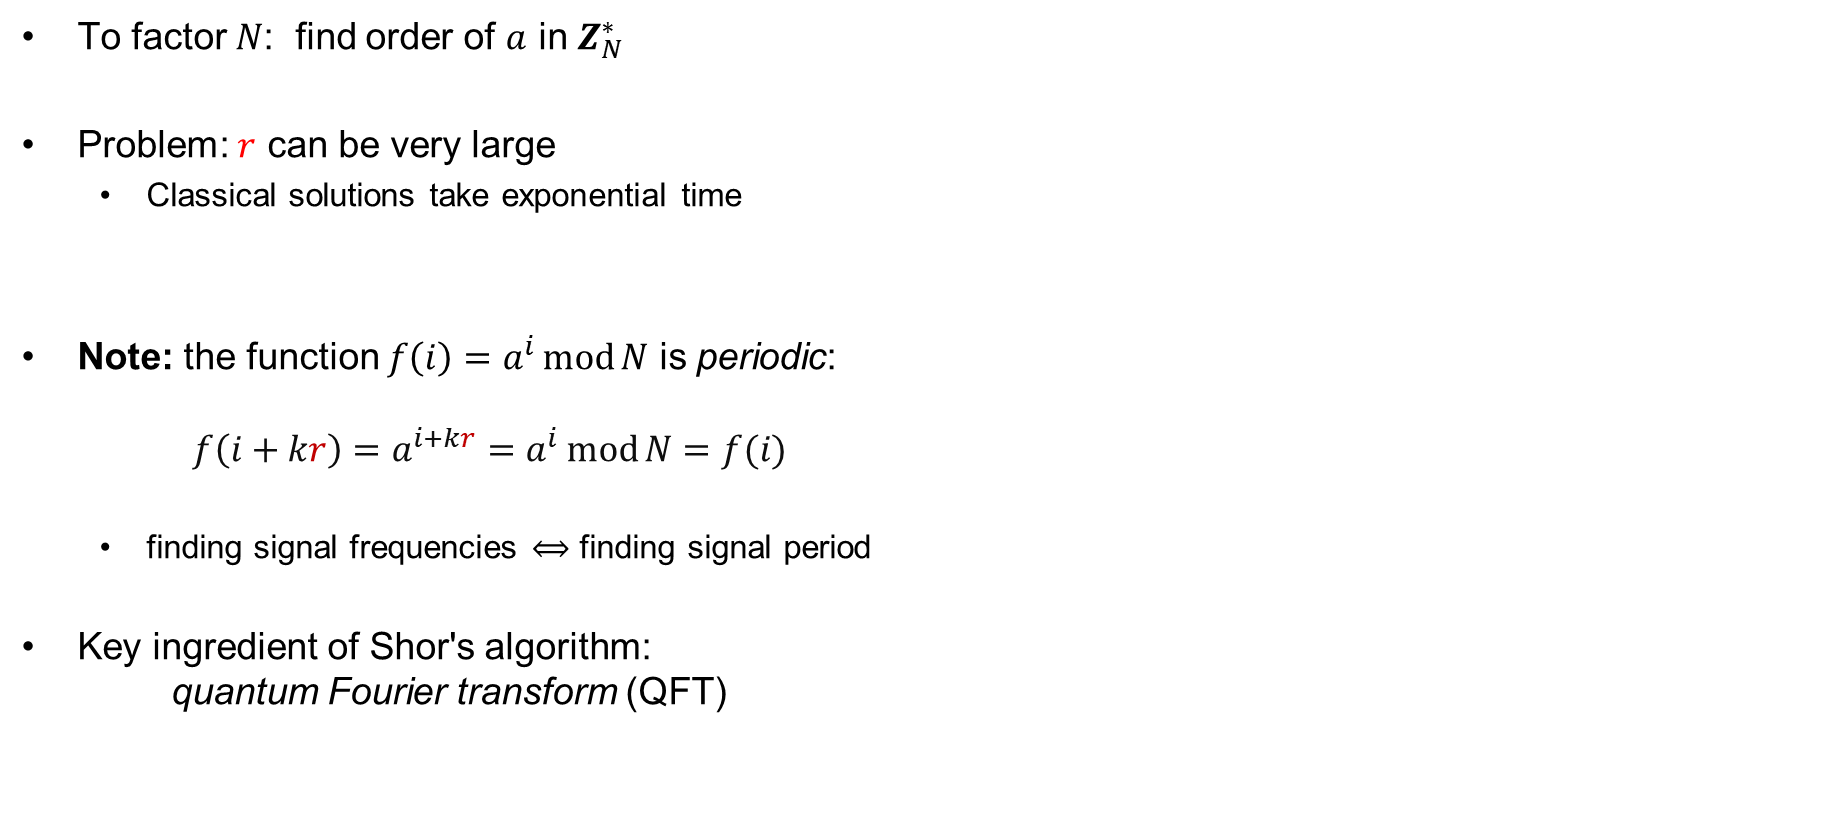 • To factor 𝑁: find order of 𝑎 in 𝒁*_𝑁
• Problem: 𝑟 can be very large
• Classical solutions take exponential time
• Note: the function 𝑓(𝑖) = 𝑎^𝑖 mod 𝑁 is periodic:
𝑓(𝑖 + 𝑘𝑟) = 𝑎^{𝑖+𝑘𝑟} = 𝑎^𝑖 mod 𝑁 = 𝑓(𝑖)
• finding signal frequencies ⟺ finding signal period
• Key ingredient of Shor's algorithm:
quantum Fourier transform (QFT)